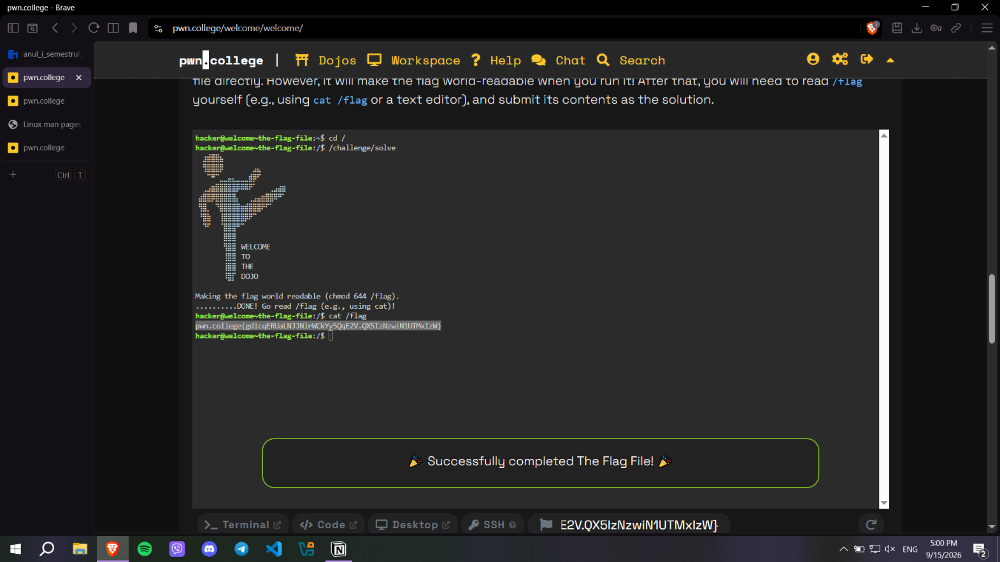 pwn.college - Brave
pwn.college/welcome/welcome/
1
anul_i_semestrul_
pwn.college
pwn.college
Linux man pages
pwn.college
Ctrl T
pwn.college | Dojos Workspace Help Chat Search
file directly. However, it will make the flag world-readable when you run it! After that, you will need to read /flag
yourself (e.g., using cat /flag or a text editor), and submit its contents as the solution.
hacker@welcome~the-flag-file:~$ cd /
hacker@welcome~the-flag-file:/$ /challenge/solve
WELCOME
TO
THE
DOJO
Making the flag world readable (chmod 644 /flag).
..........DONE! Go read /flag (e.g., using cat)!
hacker@welcome~the-flag-file:/$ cat /flag
pwn.college{gdlcqERUaLNJJNlrWCkYy5QqE2V.QX5IzNzwiN1UTMxIzW}
hacker@welcome~the-flag-file:/$
🎉 Successfully completed The Flag File! 🎉
Terminal Code Desktop SSH E2V.QX5IzNzwiN1UTMxIzW}
ENG
5:00 PM
9/15/2026
2